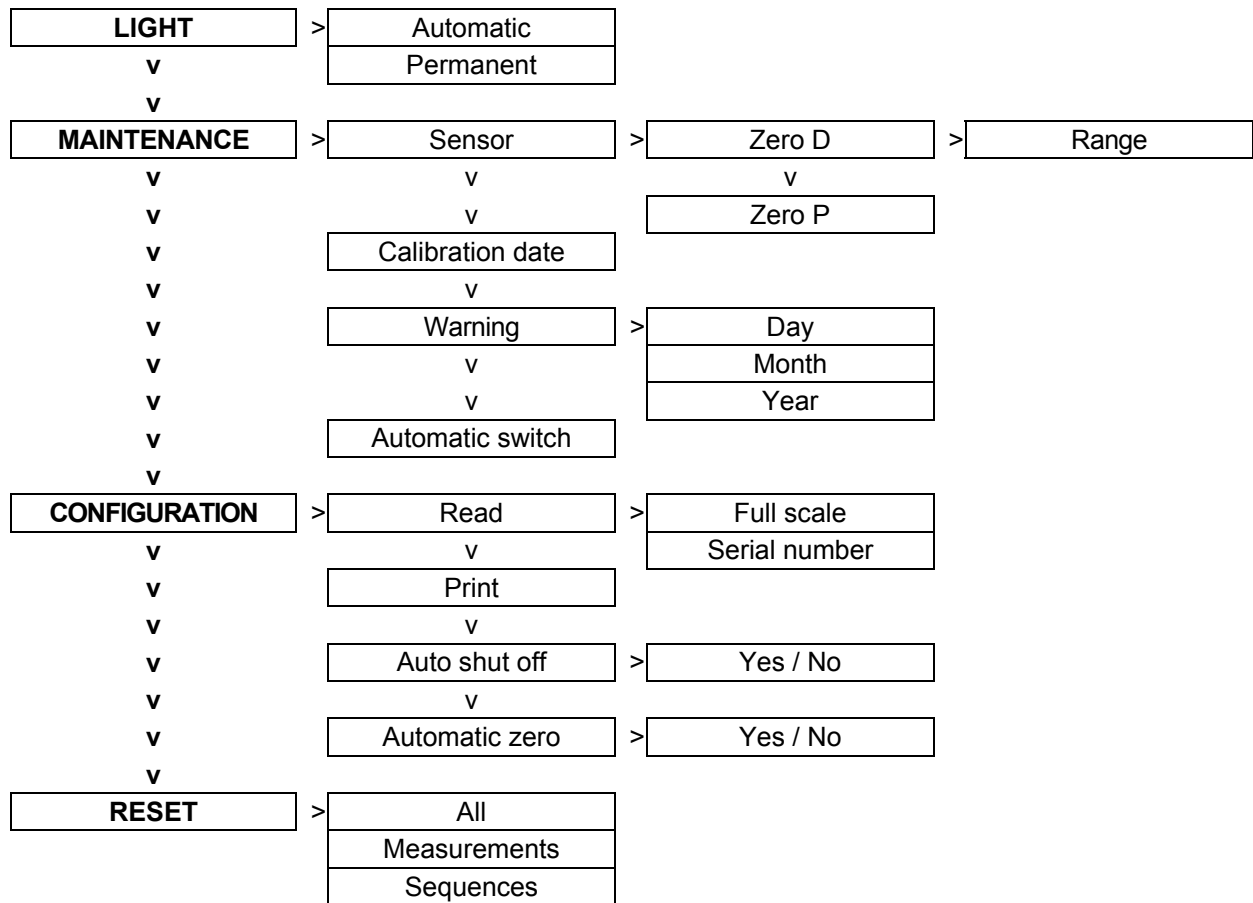 LIGHT > Automatic
v Permanent
v
MAINTENANCE > Sensor > Zero D > Range
v v v
v v Zero P
v Calibration date
v v
v Warning > Day
v v Month
v v Year
v Automatic switch
v
CONFIGURATION > Read > Full scale
v v Serial number
v Print
v v
v Auto shut off > Yes / No
v v
v Automatic zero > Yes / No
v
RESET > All
Measurements
Sequences